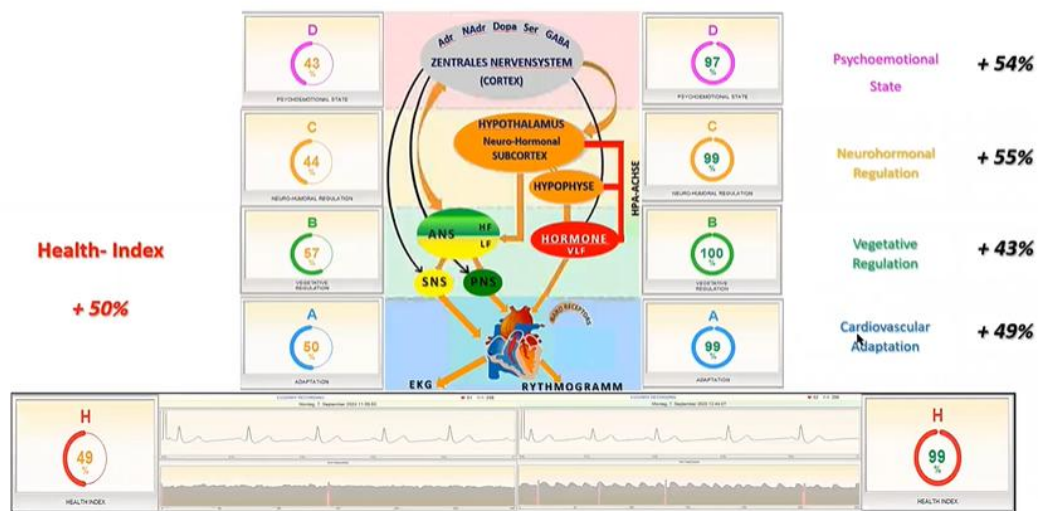 D
43
%
PSYCHOEMOTIONAL STATE
C
44
%
NEURO-HUMORAL REGULATION
B
57
%
VEGETATIVE
REGULATION
A
50
%
ADAPTATION
Health- Index
+ 50%
Adr NAdr Dopa Ser GABA
ZENTRALES NERVENSYSTEM
(CORTEX)
HYPOTHALAMUS
Neuro-Hormonal
SUBCORTEX
HYPOPHYSE
HPA-ACHSE
ANS
HF
LF
HORMONE
VLF
SNS
PNS
BARO RECEPTORS
EKG
RYTHMOGRAMM
D
97
%
PSYCHOEMOTIONAL STATE
C
99
%
NEURO-HUMORAL REGULATION
B
100
%
VEGETATIVE
REGULATION
A
99
%
ADAPTATION
Psychoemotional
State
+ 54%
Neurohormonal
Regulation
+ 55%
Vegetative
Regulation
+ 43%
Cardiovascular
Adaptation
+ 49%
H
49
%
HEALTH INDEX
H
99
%
HEALTH INDEX